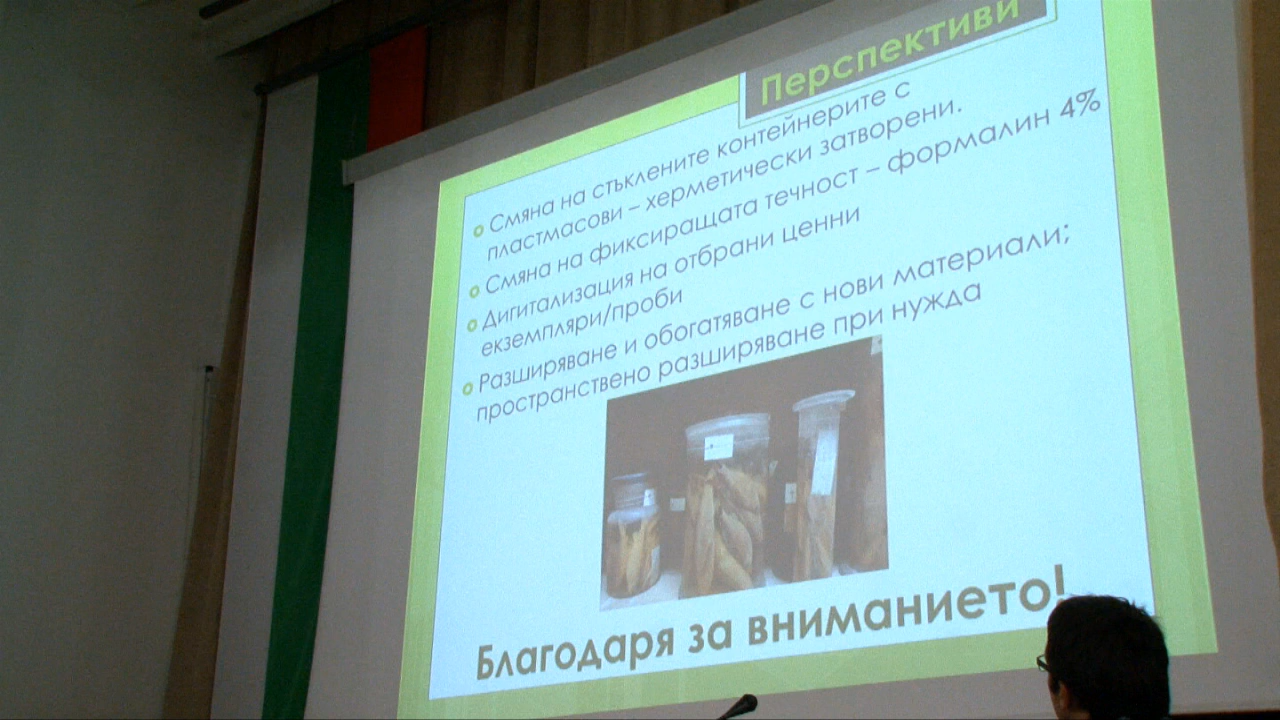 Перспективи
Смяна на стъклените контейнерите с
пластмасови – херметически затворени.
Смяна на фиксиращата течност – формалин 4%
Дигитализация на отбрани ценни
екземпляри/проби
Разширяване и обогатяване с нови материали;
пространствено разширяване при нужда
Благодаря за вниманието!